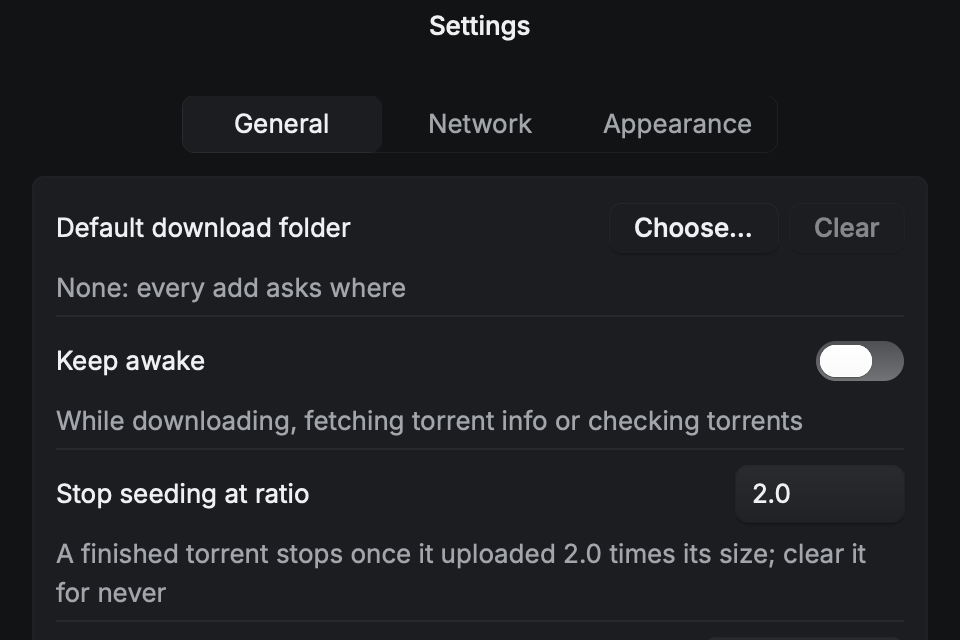 Settings
General Network Appearance
Default download folder Choose... Clear
None: every add asks where
Keep awake
While downloading, fetching torrent info or checking torrents
Stop seeding at ratio 2.0
A finished torrent stops once it uploaded 2.0 times its size; clear it
for never